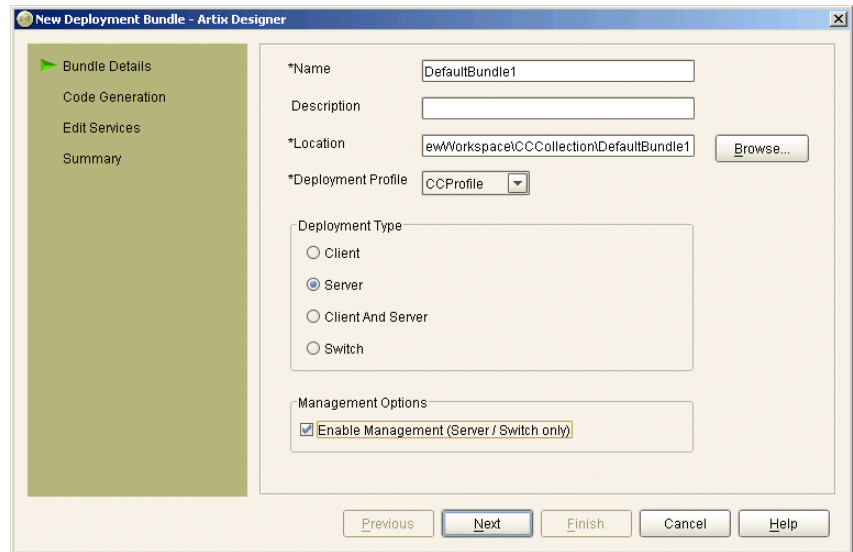 New Deployment Bundle - Artix Designer
Bundle Details
Code Generation
Edit Services
Summary
*Name
DefaultBundle1
Description
*Location
ewWorkspace\CCCollection\DefaultBundle1
Browse...
*Deployment Profile
CCProfile
Deployment Type
Client
Server
Client And Server
Switch
Management Options
Enable Management (Server / Switch only)
Previous
Next
Finish
Cancel
Help